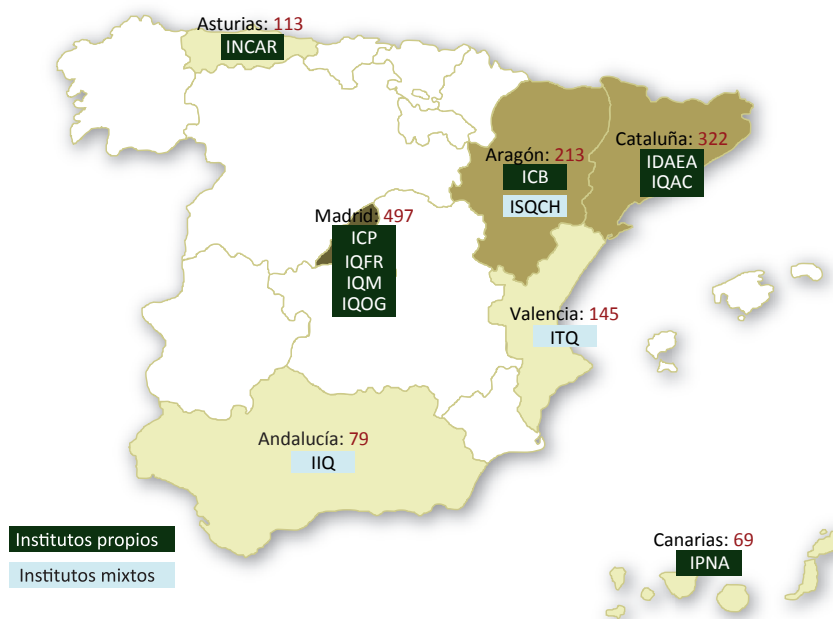 Asturias: 113
INCAR
Cataluña: 322
IDAEA
IQAC
Aragón: 213
ICB
ISQCH
Madrid: 497
ICP
IQFR
IQM
IQOG
Valencia: 145
ITQ
Andalucía: 79
IIQ
Institutos propios
Institutos mixtos
Canarias: 69
IPNA